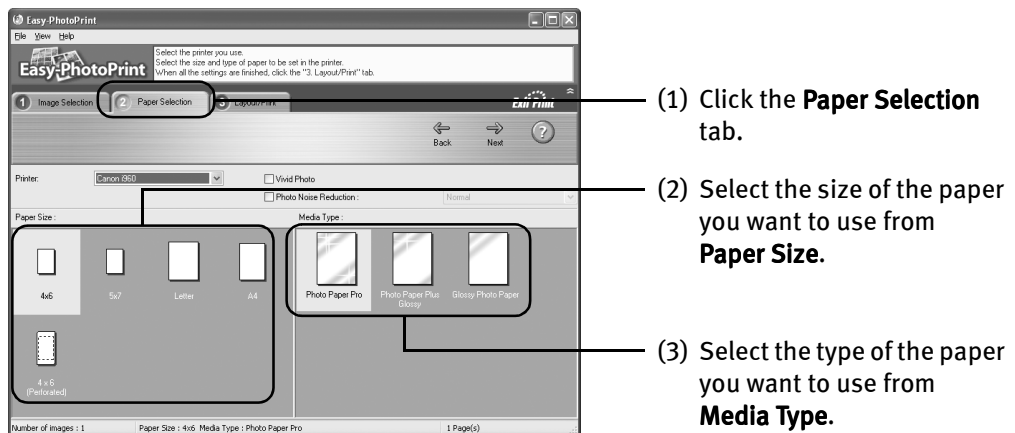 Easy-PhotoPrint
File View Help
Easy-PhotoPrint
Select the printer you use.
Select the size and type of paper to be set in the printer.
When all the settings are finished, click the "3. Layout/Print" tab.
1 Image Selection
2 Paper Selection
3 Layout/Print
Exif Print
Back
Next
?
Printer:
Canon i960
Vivid Photo
Photo Noise Reduction :
Normal
Paper Size :
Media Type :
4x6
5x7
Letter
A4
4 x 6
(Perforated)
Photo Paper Pro
Photo Paper Plus
Glossy
Glossy Photo Paper
Number of images : 1
Paper Size : 4x6 Media Type : Photo Paper Pro
1 Page(s)
(1) Click the Paper Selection
tab.
(2) Select the size of the paper
you want to use from
Paper Size.
(3) Select the type of the paper
you want to use from
Media Type.